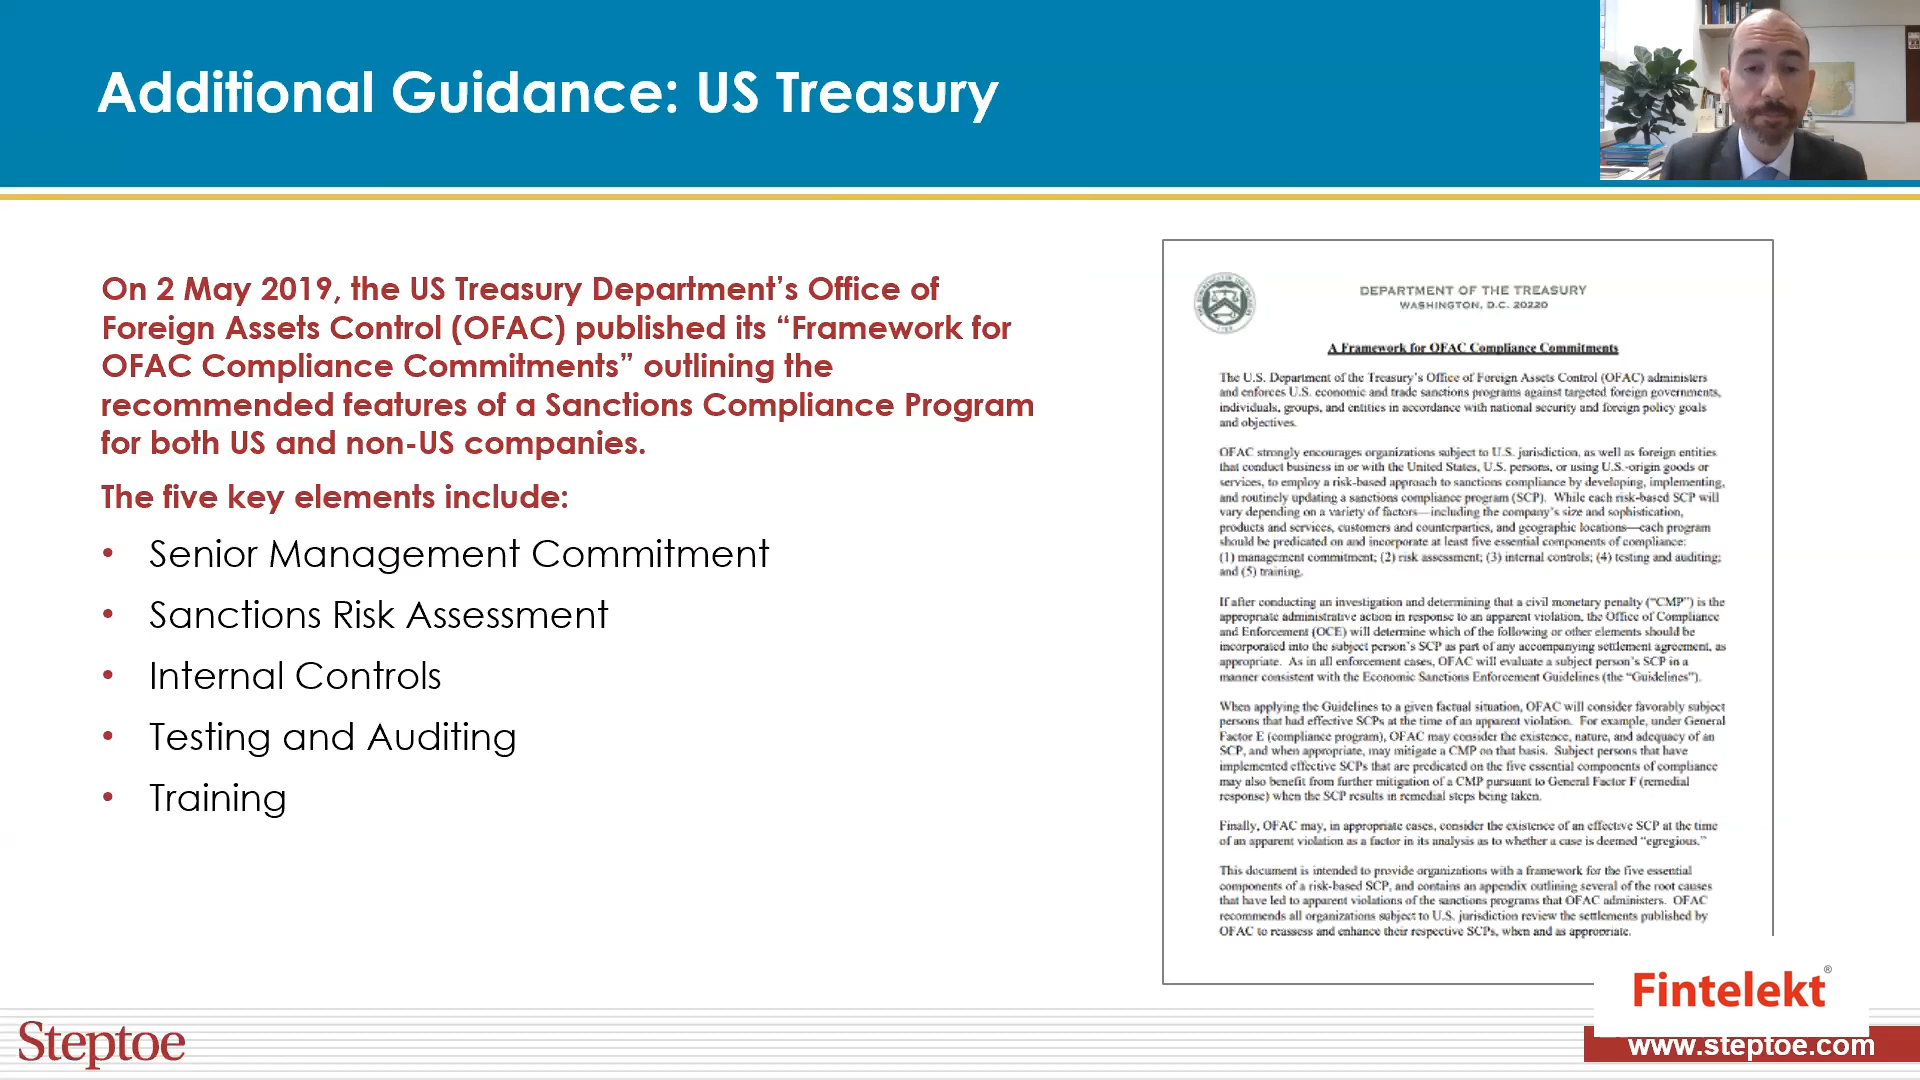 Additional Guidance: US Treasury
On 2 May 2019, the US Treasury Department’s Office of
Foreign Assets Control (OFAC) published its “Framework for
OFAC Compliance Commitments” outlining the
recommended features of a Sanctions Compliance Program
for both US and non-US companies.
The five key elements include:
• Senior Management Commitment
• Sanctions Risk Assessment
• Internal Controls
• Testing and Auditing
• Training
DEPARTMENT OF THE TREASURY
WASHINGTON, D.C. 20220
A Framework for OFAC Compliance Commitments
The U.S. Department of the Treasury’s Office of Foreign Assets Control (OFAC) administers
and enforces U.S. economic and trade sanctions programs against targeted foreign governments,
individuals, groups, and entities in accordance with national security and foreign policy goals
and objectives.
OFAC strongly encourages organizations subject to U.S. jurisdiction, as well as foreign entities
that conduct business in or with the United States, U.S. persons, or using U.S.-origin goods or
services, to employ a risk-based approach to sanctions compliance by developing, implementing,
and routinely updating a sanctions compliance program (SCP). While each risk-based SCP will
vary depending on a variety of factors—including the company’s size and sophistication,
products and services, customers and counterparties, and geographic locations—each program
should be predicated on and incorporate at least five essential components of compliance:
(1) management commitment; (2) risk assessment; (3) internal controls; (4) testing and auditing;
and (5) training.
If after conducting an investigation and determining that a civil monetary penalty (“CMP”) is the
appropriate administrative action in response to an apparent violation, the Office of Compliance
and Enforcement (OCE) will determine which of the following or other elements should be
incorporated into the subject person’s SCP as part of any accompanying settlement agreement, as
appropriate. As in all enforcement cases, OFAC will evaluate a subject person’s SCP in a
manner consistent with the Economic Sanctions Enforcement Guidelines (the “Guidelines”).
When applying the Guidelines to a given factual situation, OFAC will consider favorably subject
persons that had effective SCPs at the time of an apparent violation. For example, under General
Factor E (compliance program), OFAC may consider the existence, nature, and adequacy of an
SCP, and when appropriate, may mitigate a CMP on that basis. Subject persons that have
implemented effective SCPs that are predicated on the five essential components of compliance
may also benefit from further mitigation of a CMP pursuant to General Factor F (remedial
response) when the SCP results in remedial steps being taken.
Finally, OFAC may, in appropriate cases, consider the existence of an effective SCP at the time
of an apparent violation as a factor in its analysis as to whether a case is deemed “egregious.”
This document is intended to provide organizations with a framework for the five essential
components of a risk-based SCP, and contains an appendix outlining several of the root causes
that have led to apparent violations of the sanctions programs that OFAC administers. OFAC
recommends all organizations subject to U.S. jurisdiction review the settlements published by
OFAC to reassess and enhance their respective SCPs, when and as appropriate.
Fintelekt®
Steptoe
www.steptoe.com